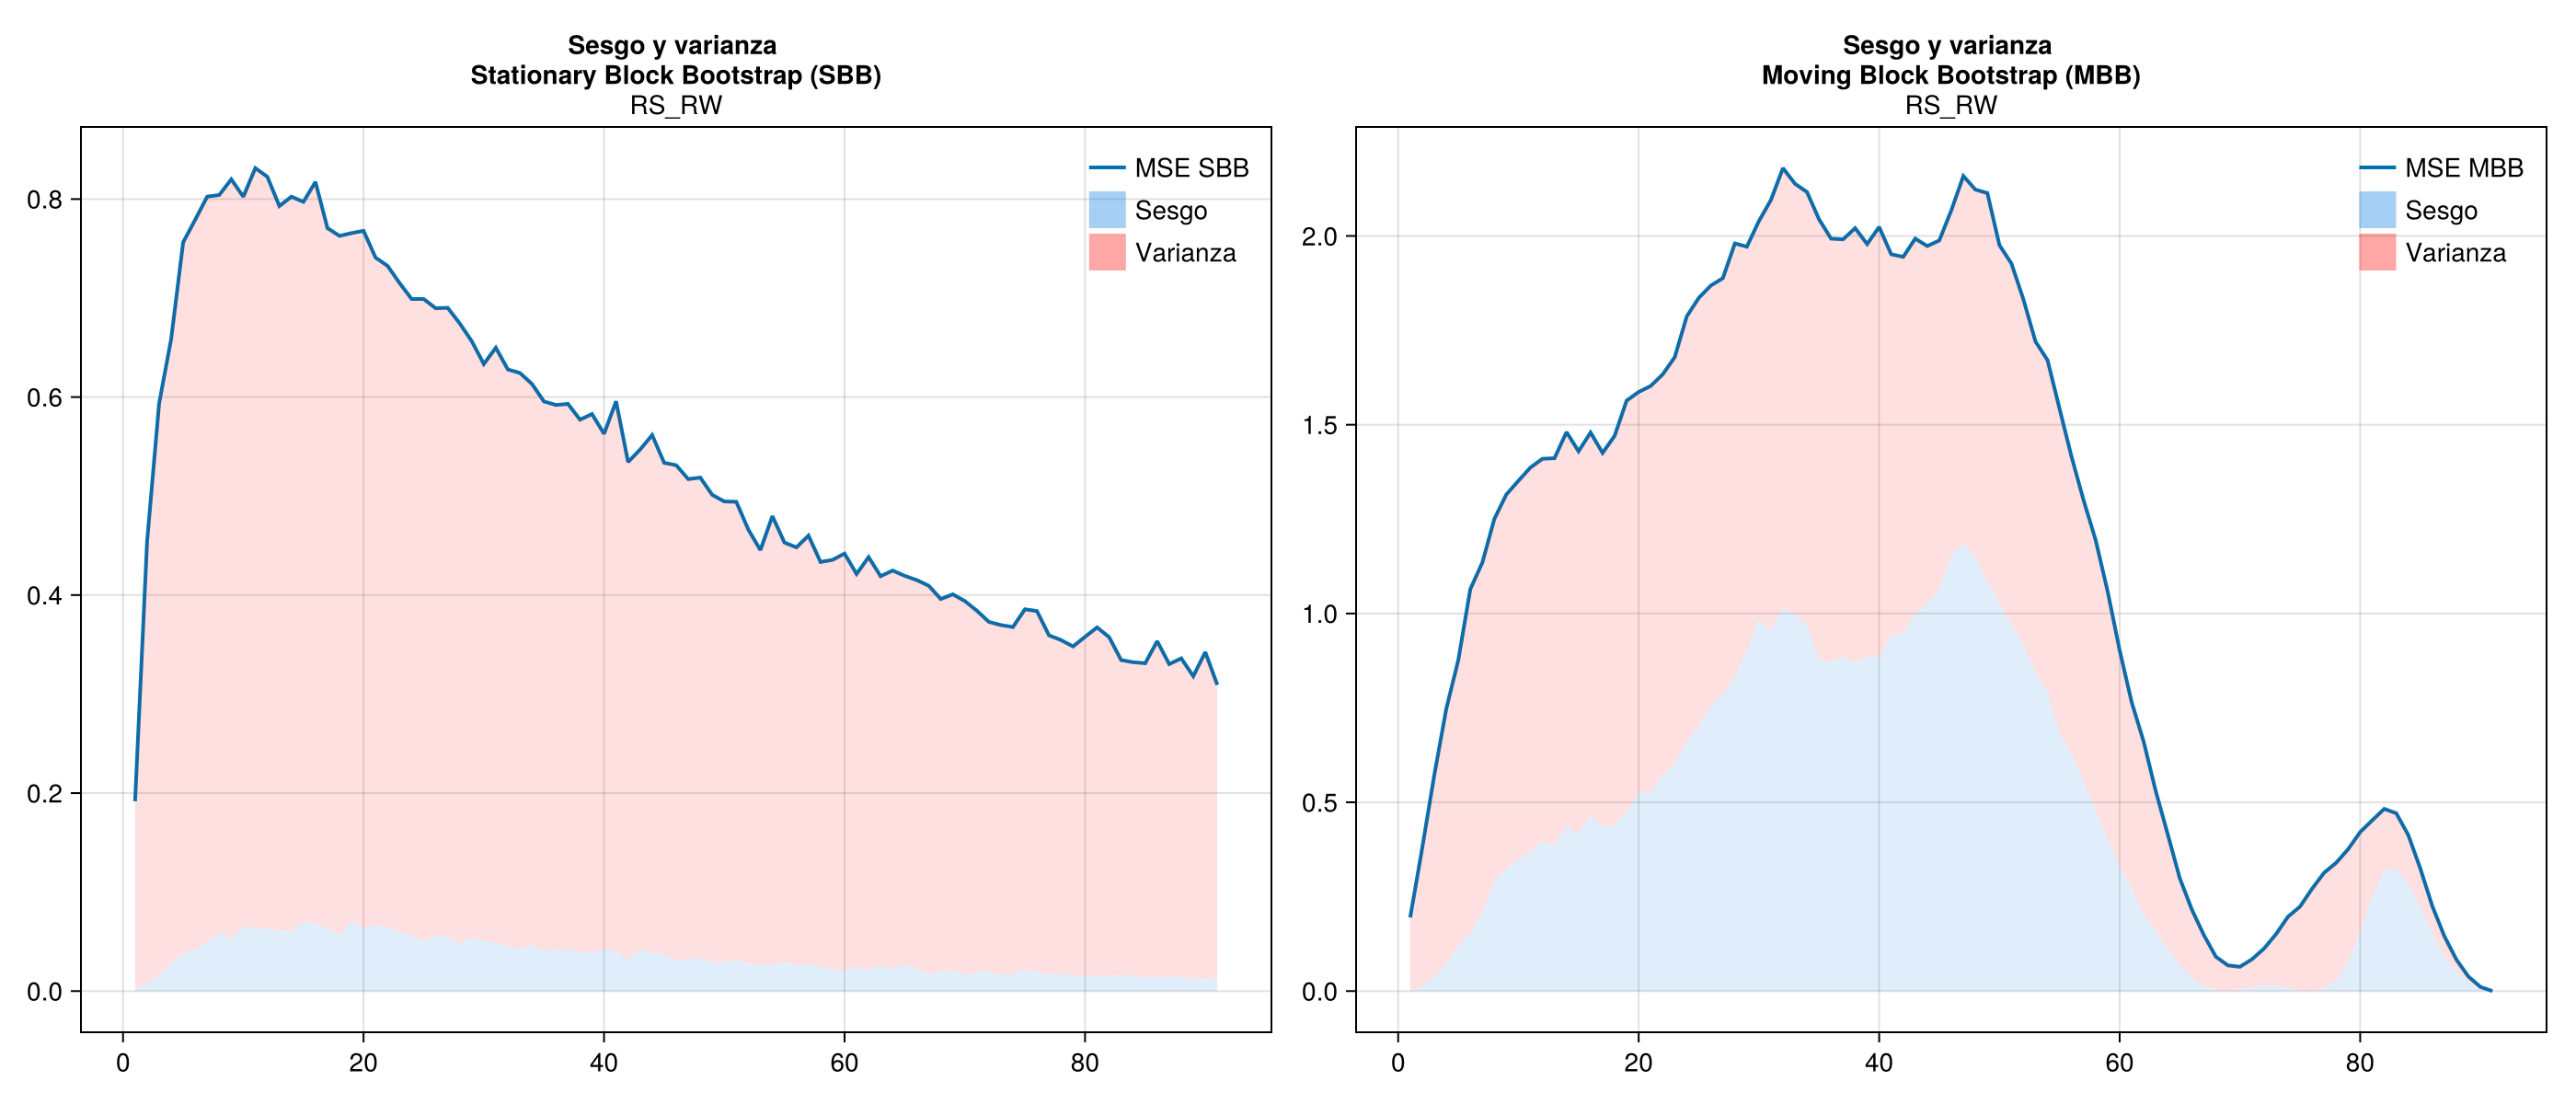 Sesgo y varianza
Stationary Block Bootstrap (SBB)
RS_RW
MSE SBB
Sesgo
Varianza
0.8
0.6
0.4
0.2
0.0
0 20 40 60 80
Sesgo y varianza
Moving Block Bootstrap (MBB)
RS_RW
MSE MBB
Sesgo
Varianza
2.0
1.5
1.0
0.5
0.0
0 20 40 60 80